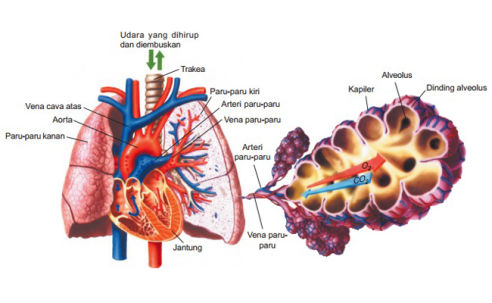 Udara yang dihirup
dan diembuskan
Trakea
Paru-paru kiri
Arteri paru-paru
Vena paru-paru
Vena cava atas
Aorta
Paru-paru kanan
Jantung
Arteri
paru-paru
Vena paru-
paru
Kapiler
Alveolus
Dinding alveolus
O₂
CO₂